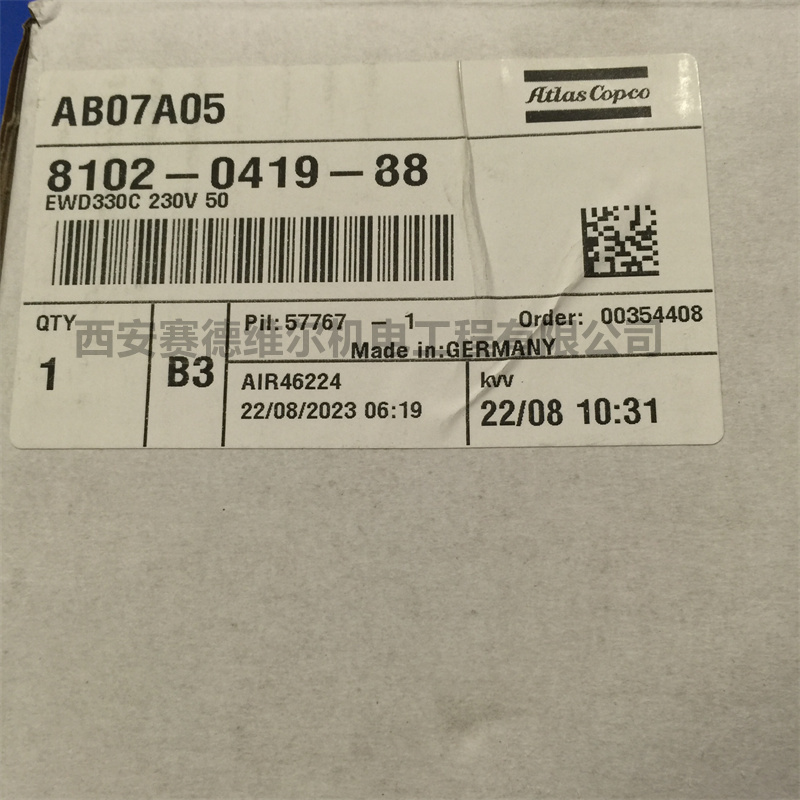 AB07A05
Atlas Copco
8102-0419-88
EWD330C 230V 50
QTY
1
B3
Pil: 57767 - 1
Order: 00354408
Made in:GERMANY
西安赛德维尔机电工程有限公司
AIR46224
22/08/2023 06:19
kvv
22/08 10:31